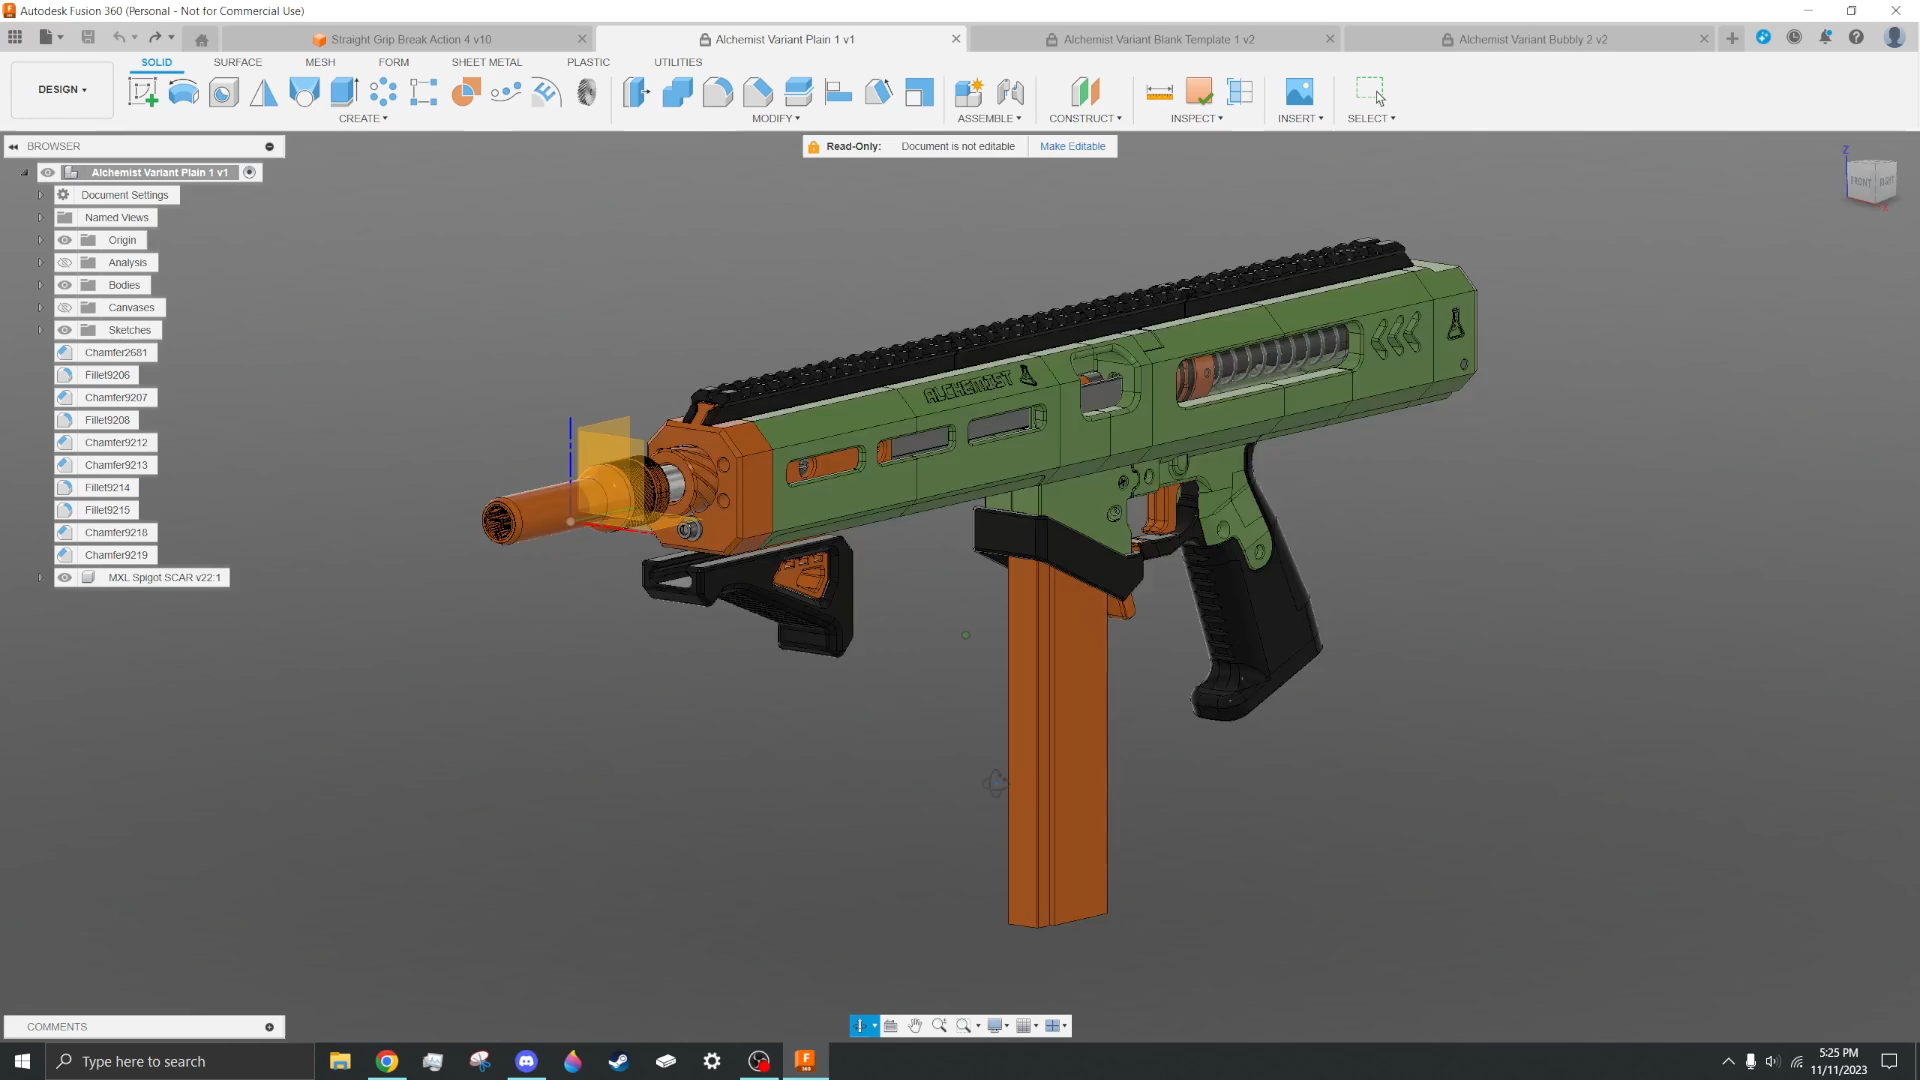 Autodesk Fusion 360 (Personal - Not for Commercial Use)
Straight Grip Break Action 4 v10
Alchemist Variant Plain 1 v1
Alchemist Variant Blank Template 1 v2
Alchemist Variant Bubbly 2 v2
SOLID
SURFACE
MESH
FORM
SHEET METAL
PLASTIC
UTILITIES
DESIGN
CREATE
MODIFY
ASSEMBLE
CONSTRUCT
INSPECT
INSERT
SELECT
BROWSER
Read-Only:
Document is not editable
Make Editable
Alchemist Variant Plain 1 v1
Document Settings
Named Views
Origin
Analysis
Bodies
Canvases
Sketches
Chamfer2681
Fillet9206
Chamfer9207
Fillet9208
Chamfer9212
Chamfer9213
Fillet9214
Fillet9215
Chamfer9218
Chamfer9219
MXL Spigot SCAR v22:1
Z
FRONT
RIGHT
X
ALCHEMIST
COMMENTS
Type here to search
F
360
5:25 PM
11/11/2023